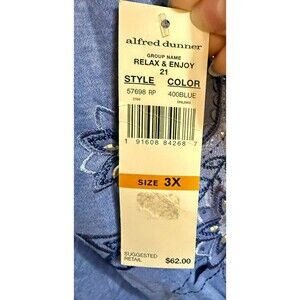 alfred dunner
GROUP NAME
RELAX & ENJOY
21
STYLE COLOR
57698 RP 400BLUE
1 91608 84268 7
SIZE 3X
SUGGESTED
RETAIL $62.00